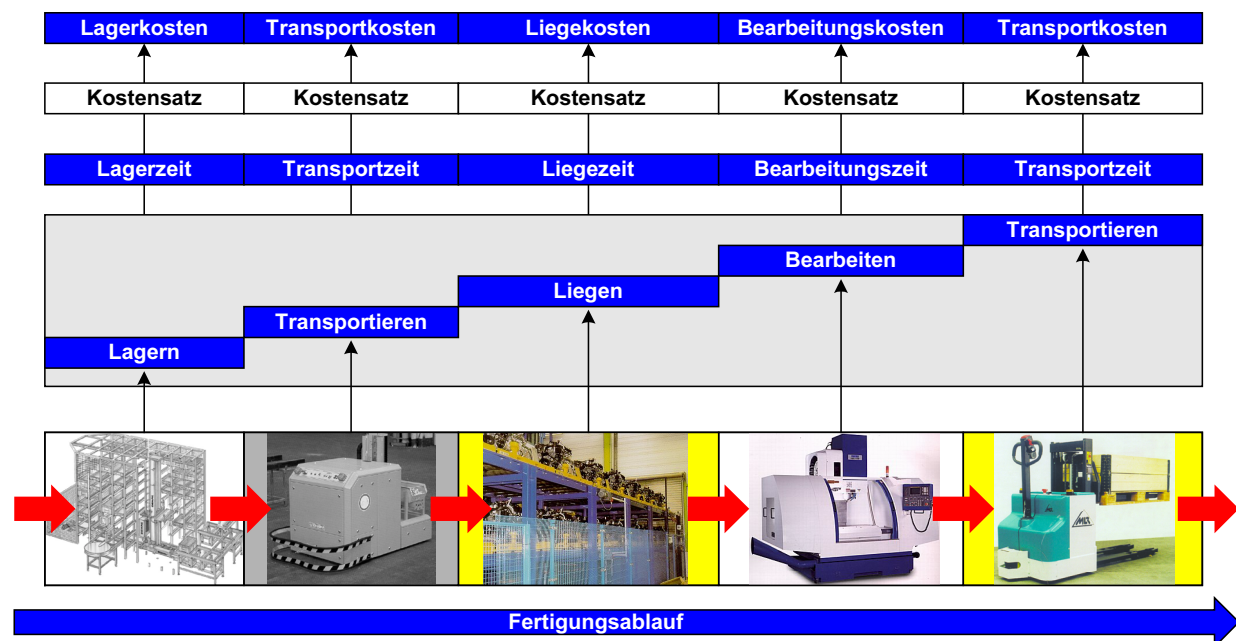 Lagerkosten Transportkosten Liegekosten Bearbeitungskosten Transportkosten
Kostensatz Kostensatz Kostensatz Kostensatz Kostensatz
Lagerzeit Transportzeit Liegezeit Bearbeitungszeit Transportzeit
Transportieren
Bearbeiten
Liegen
Transportieren
Lagern
Fertigungsablauf